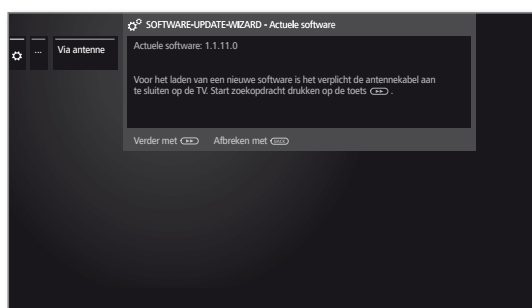 SOFTWARE-UPDATE-WIZARD - Actuele software
... Via antenne
Actuele software: 1.1.11.0
Voor het laden van een nieuwe software is het verplicht de antennekabel aan
te sluiten op de TV. Start zoekopdracht drukken op de toets .
Verder met Afbreken met BACK